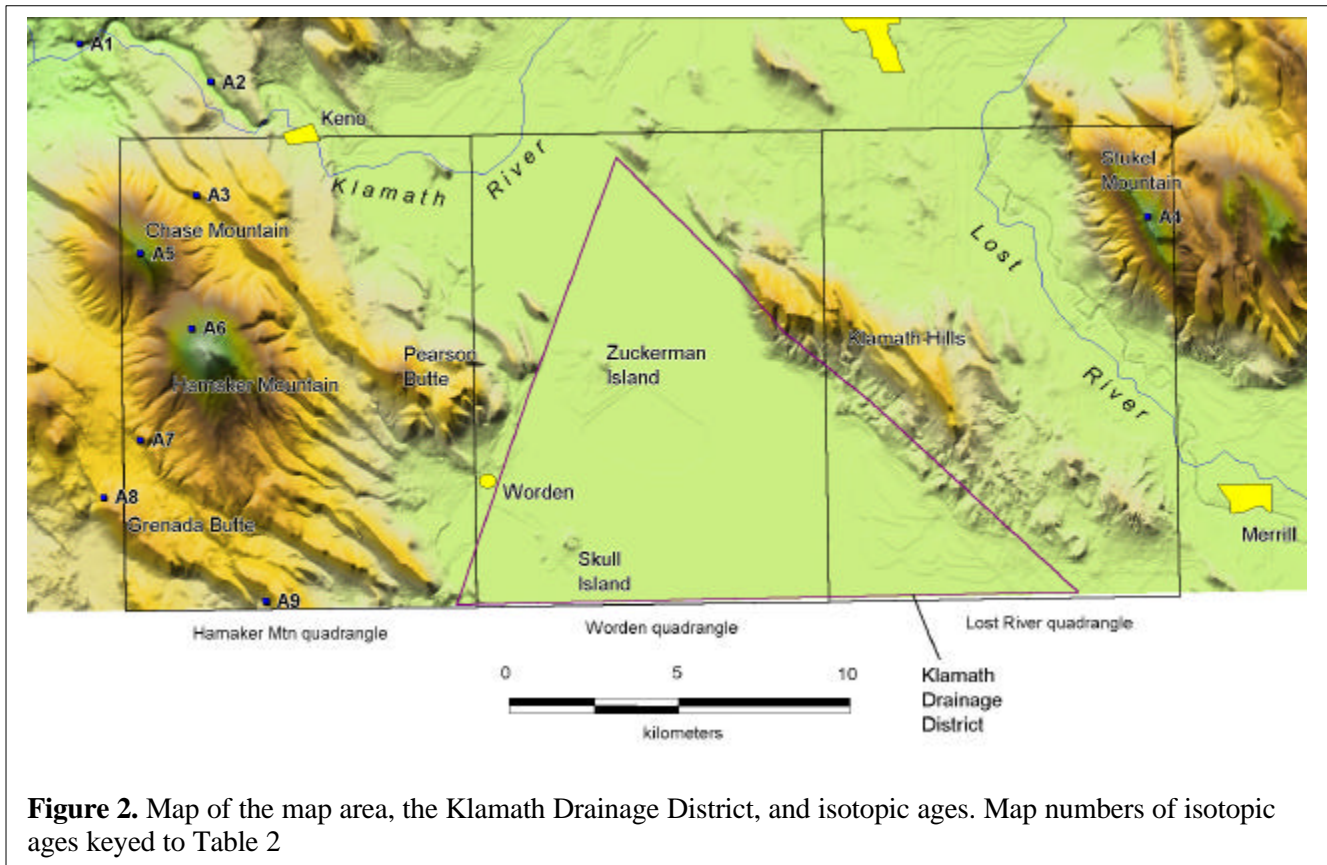 A1
A2
Keno
Klamath River
Stukel
Mountain
A3
A4
Chase Mountain
A5
Lost River
A6
Hamaker Mountain
Pearson
Butte
Zuckerman
Island
Klamath Hills
A7
A8
Grenada Butte
Worden
Merrill
Skull
Island
A9
Hamaker Mtn quadrangle
Worden quadrangle
Lost River quadrangle
0 5 10
kilometers
Klamath
Drainage
District
Figure 2. Map of the map area, the Klamath Drainage District, and isotopic ages. Map numbers of isotopic
ages keyed to Table 2